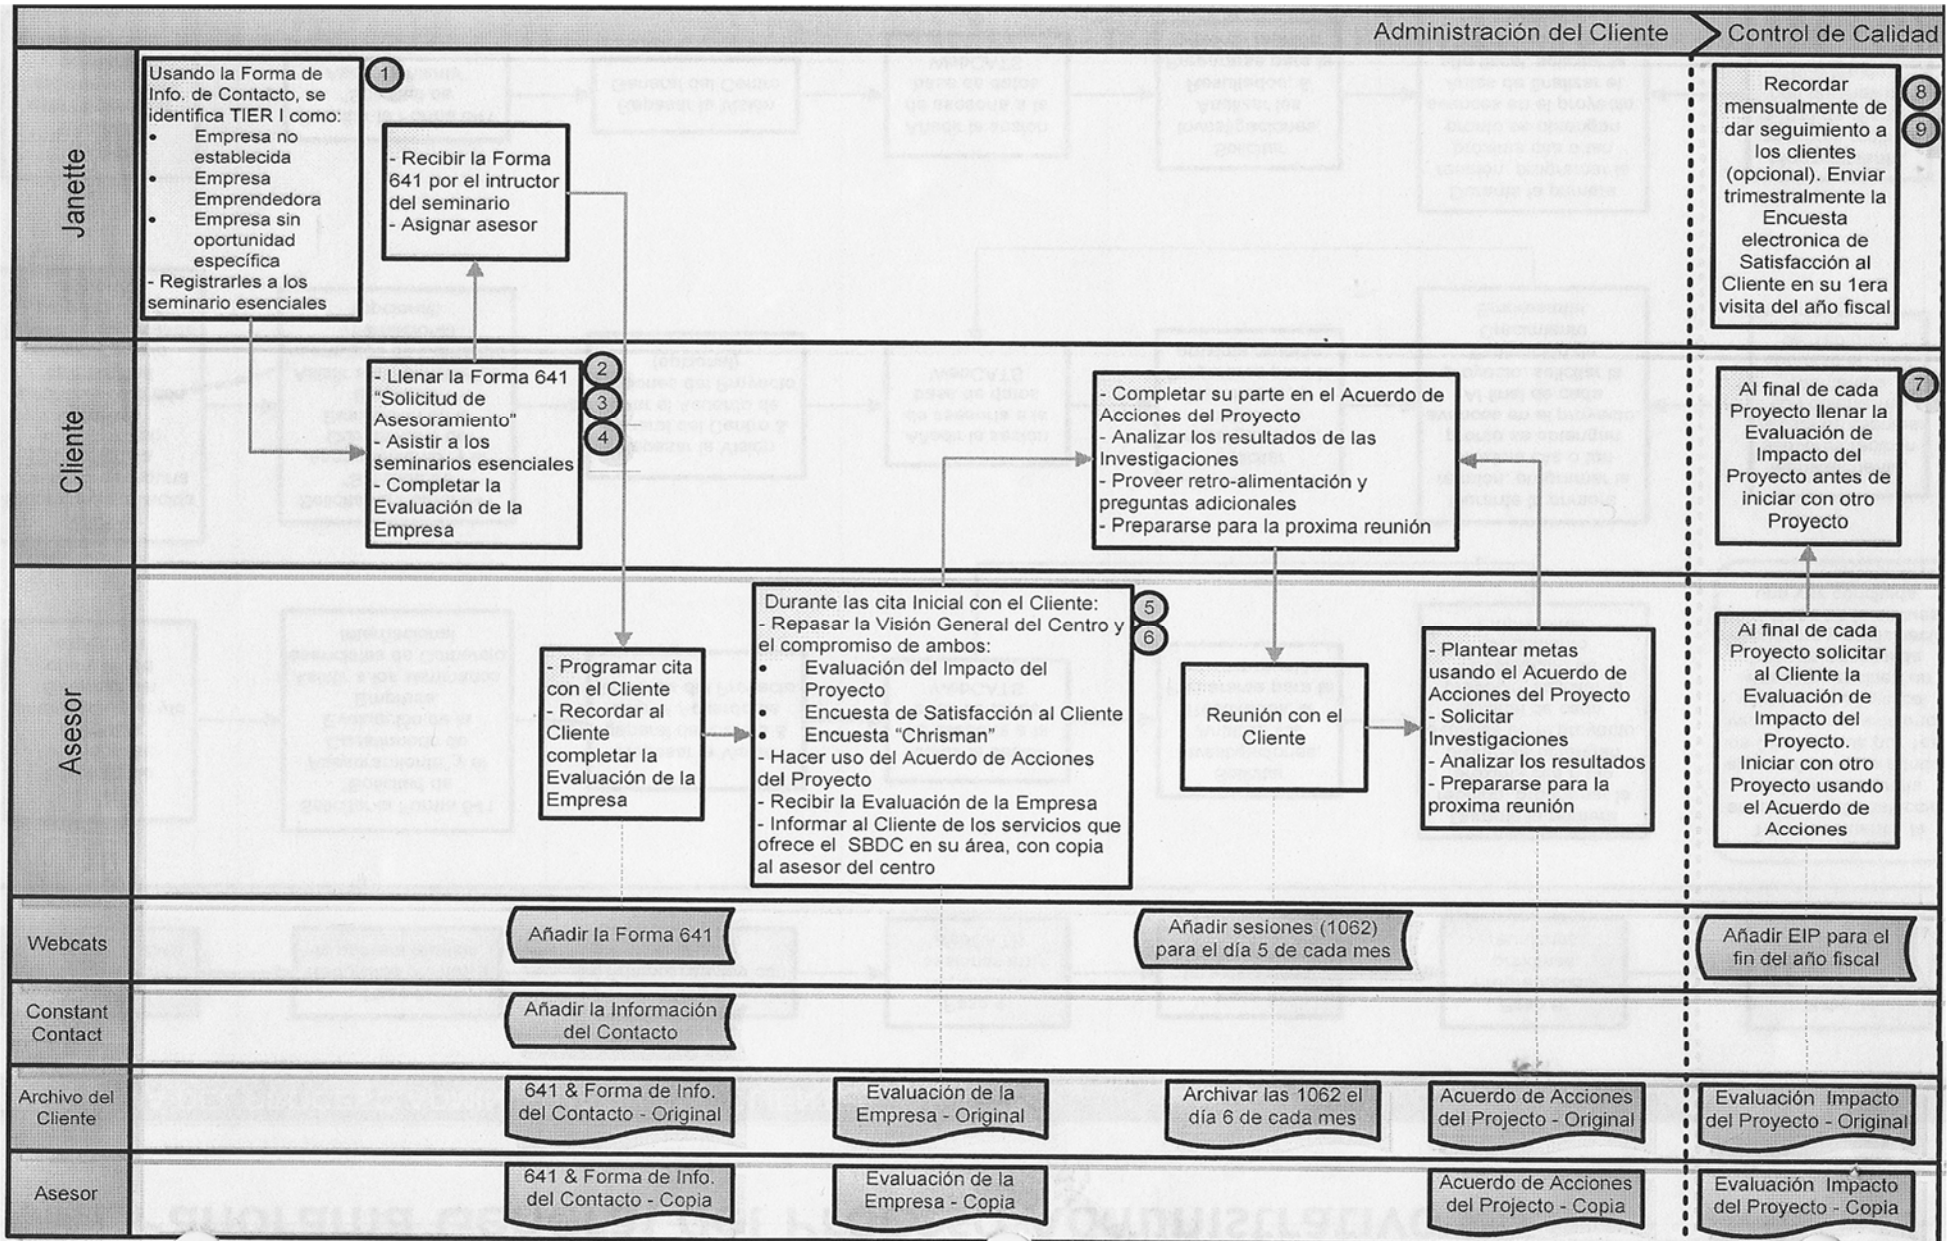 Administración del Cliente
Control de Calidad
Janette
Usando la Forma de
Info. de Contacto, se
identifica TIER I como:
• Empresa no
establecida
• Empresa
Emprendedora
• Empresa sin
oportunidad
específica
- Registrarles a los
seminario esenciales
1
- Recibir la Forma
641 por el intructor
del seminario
- Asignar asesor
Recordar
mensualmente de
dar seguimiento a
los clientes
(opcional). Enviar
trimestralmente la
Encuesta
electronica de
Satisfacción al
Cliente en su 1era
visita del año fiscal
8
9
Cliente
- Llenar la Forma 641
“Solicitud de
Asesoramiento”
- Asistir a los
seminarios esenciales
- Completar la
Evaluación de la
Empresa
2
3
4
- Completar su parte en el Acuerdo de
Acciones del Proyecto
- Analizar los resultados de las
Investigaciones
- Proveer retro-alimentación y
preguntas adicionales
- Prepararse para la proxima reunión
Al final de cada
Proyecto llenar la
Evaluación de
Impacto del
Proyecto antes de
iniciar con otro
Proyecto
7
Asesor
- Programar cita
con el Cliente
- Recordar al
Cliente
completar la
Evaluación de la
Empresa
Durante las cita Inicial con el Cliente:
- Repasar la Visión General del Centro y
el compromiso de ambos:
• Evaluación del Impacto del
Proyecto
• Encuesta de Satisfacción al Cliente
• Encuesta “Chrisman”
- Hacer uso del Acuerdo de Acciones
del Proyecto
- Recibir la Evaluación de la Empresa
- Informar al Cliente de los servicios que
ofrece el SBDC en su área, con copia
al asesor del centro
5
6
Reunión con el
Cliente
- Plantear metas
usando el Acuerdo de
Acciones del Proyecto
- Solicitar
Investigaciones
- Analizar los resultados
- Prepararse para la
proxima reunión
Al final de cada
Proyecto solicitar
al Cliente la
Evaluación de
Impacto del
Proyecto.
Iniciar con otro
Proyecto usando
el Acuerdo de
Acciones
Webcats
Añadir la Forma 641
Añadir sesiones (1062)
para el día 5 de cada mes
Añadir EIP para el
fin del año fiscal
Constant
Contact
Añadir la Información
del Contacto
Archivo del
Cliente
641 & Forma de Info.
del Contacto - Original
Evaluación de la
Empresa - Original
Archivar las 1062 el
día 6 de cada mes
Acuerdo de Acciones
del Projecto - Original
Evaluación Impacto
del Proyecto - Original
Asesor
641 & Forma de Info.
del Contacto - Copia
Evaluación de la
Empresa - Copia
Acuerdo de Acciones
del Projecto - Copia
Evaluación Impacto
del Proyecto - Copia